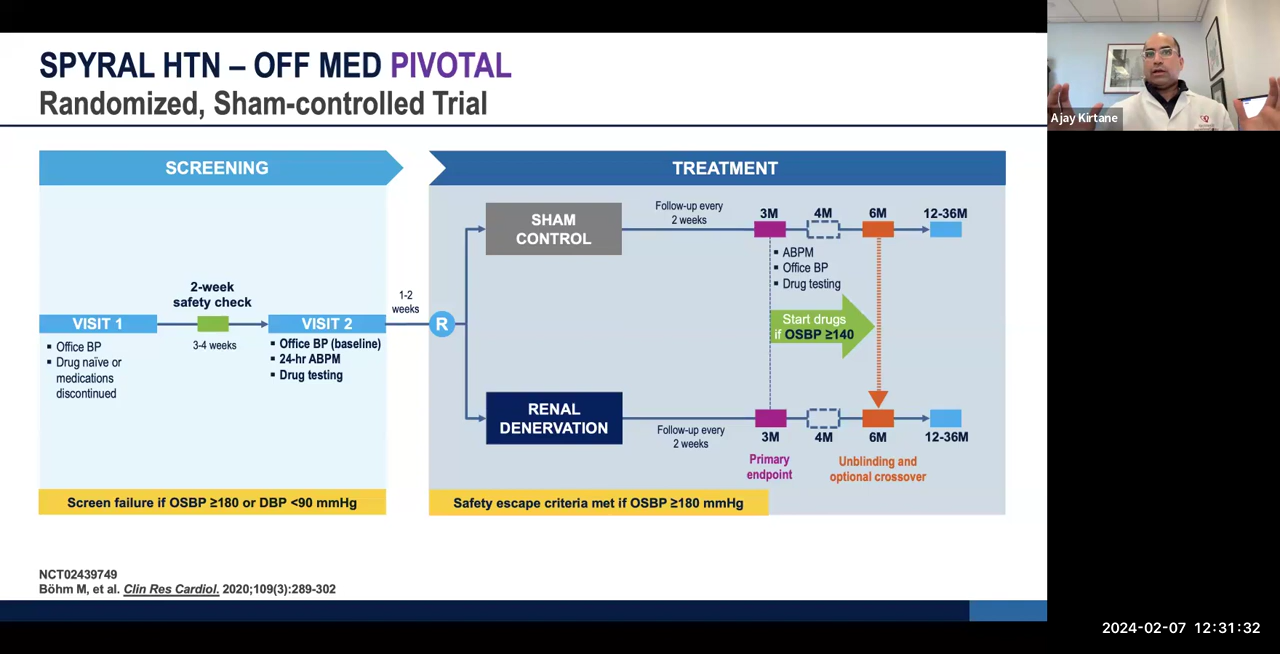 SPYRAL HTN – OFF MED PIVOTAL
Randomized, Sham-controlled Trial
Ajay Kirtane
SCREENING
TREATMENT
2-week
safety check
VISIT 1
3-4 weeks
VISIT 2
▪ Office BP
▪ Drug naïve or
medications
discontinued
▪ Office BP (baseline)
▪ 24-hr ABPM
▪ Drug testing
1-2
weeks
R
Screen failure if OSBP ≥180 or DBP <90 mmHg
SHAM
CONTROL
Follow-up every
2 weeks
3M
4M
6M
12-36M
▪ ABPM
▪ Office BP
▪ Drug testing
Start drugs
if OSBP ≥140
RENAL
DENERVATION
Follow-up every
2 weeks
3M
4M
6M
12-36M
Primary
endpoint
Unblinding and
optional crossover
Safety escape criteria met if OSBP ≥180 mmHg
NCT02439749
Böhm M, et al. Clin Res Cardiol. 2020;109(3):289-302
2024-02-07 12:31:32